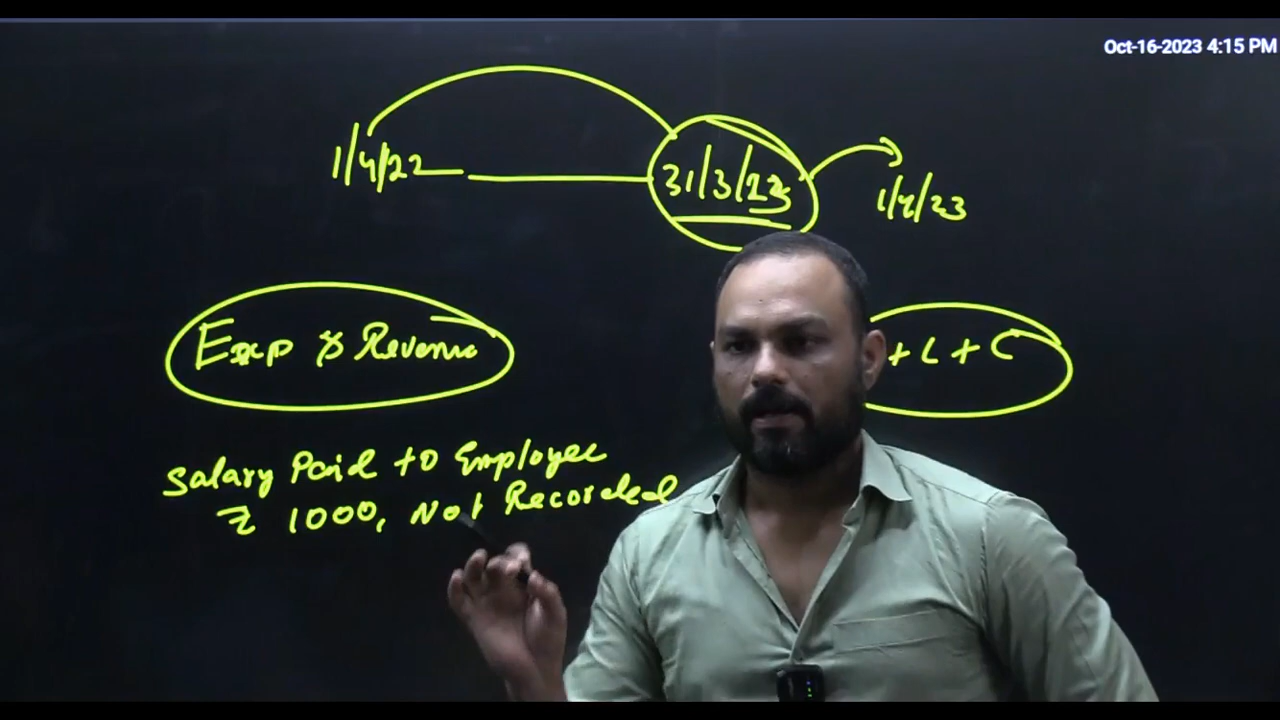 Oct-16-2023 4:15 PM
1/4/22 31/3/23 1/4/23
Exp & Revenue + L + C
Salary Paid to Employee
₹ 1000, Not Recorded